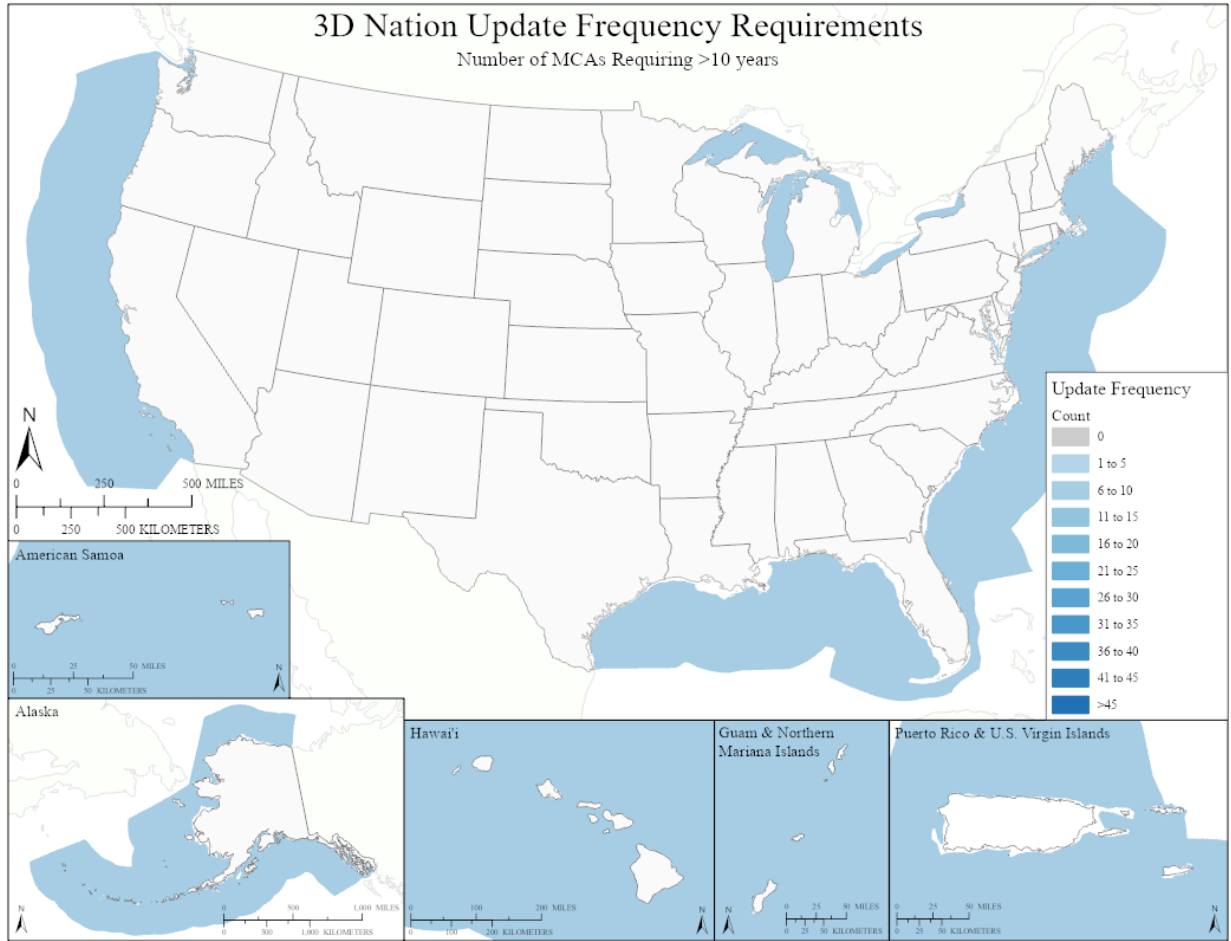 3D Nation Update Frequency Requirements
Number of MCAs Requiring >10 years
N
0 250 500 MILES
0 250 500 KILOMETERS
Update Frequency
Count
0
1 to 5
6 to 10
11 to 15
16 to 20
21 to 25
26 to 30
31 to 35
36 to 40
41 to 45
>45
American Samoa
0 25 50 MILES
0 25 50 KILOMETERS
N
Alaska
N
0 500 1,000 MILES
0 500 1,000 KILOMETERS
Hawai'i
0 100 200 MILES
0 100 200 KILOMETERS
N
Guam & Northern
Mariana Islands
0 25 50 MILES
0 25 50 KILOMETERS
N
Puerto Rico & U.S. Virgin Islands
0 25 50 MILES
0 25 50 KILOMETERS
N